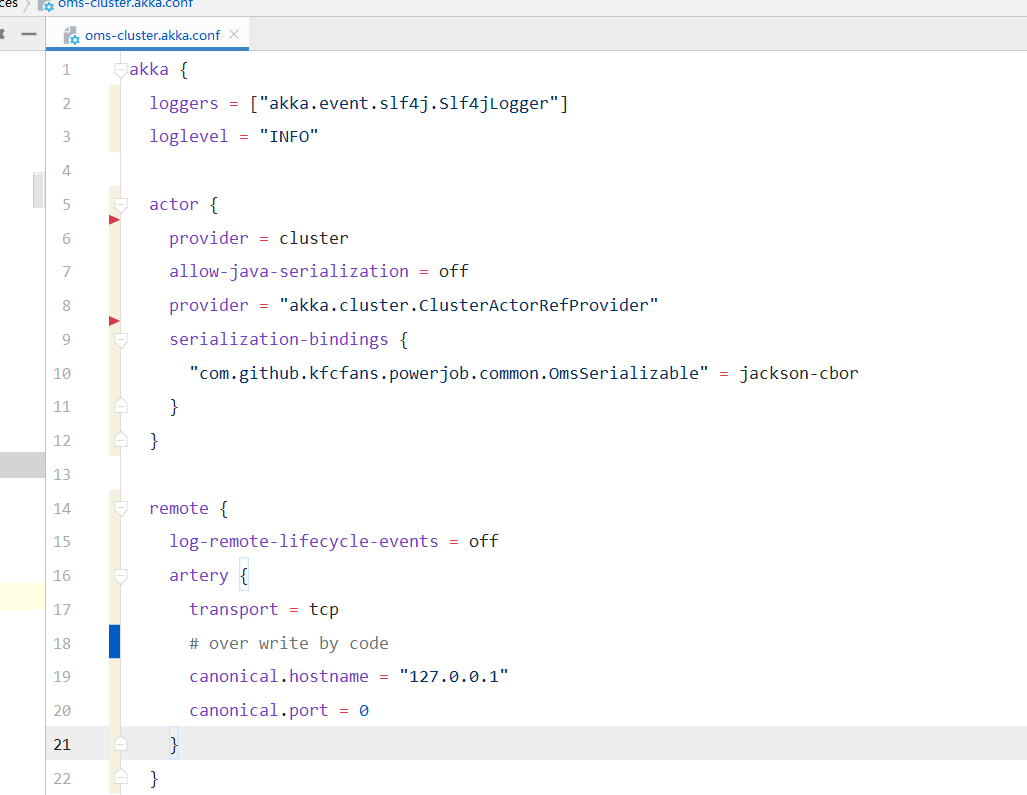 ces
oms-cluster.akka.conf
oms-cluster.akka.conf
1 akka {
2 loggers = ["akka.event.slf4j.Slf4jLogger"]
3 loglevel = "INFO"
4
5 actor {
6 provider = cluster
7 allow-java-serialization = off
8 provider = "akka.cluster.ClusterActorRefProvider"
9 serialization-bindings {
10 "com.github.kfcfans.powerjob.common.OmsSerializable" = jackson-cbor
11 }
12 }
13
14 remote {
15 log-remote-lifecycle-events = off
16 artery {
17 transport = tcp
18 # over write by code
19 canonical.hostname = "127.0.0.1"
20 canonical.port = 0
21 }
22 }